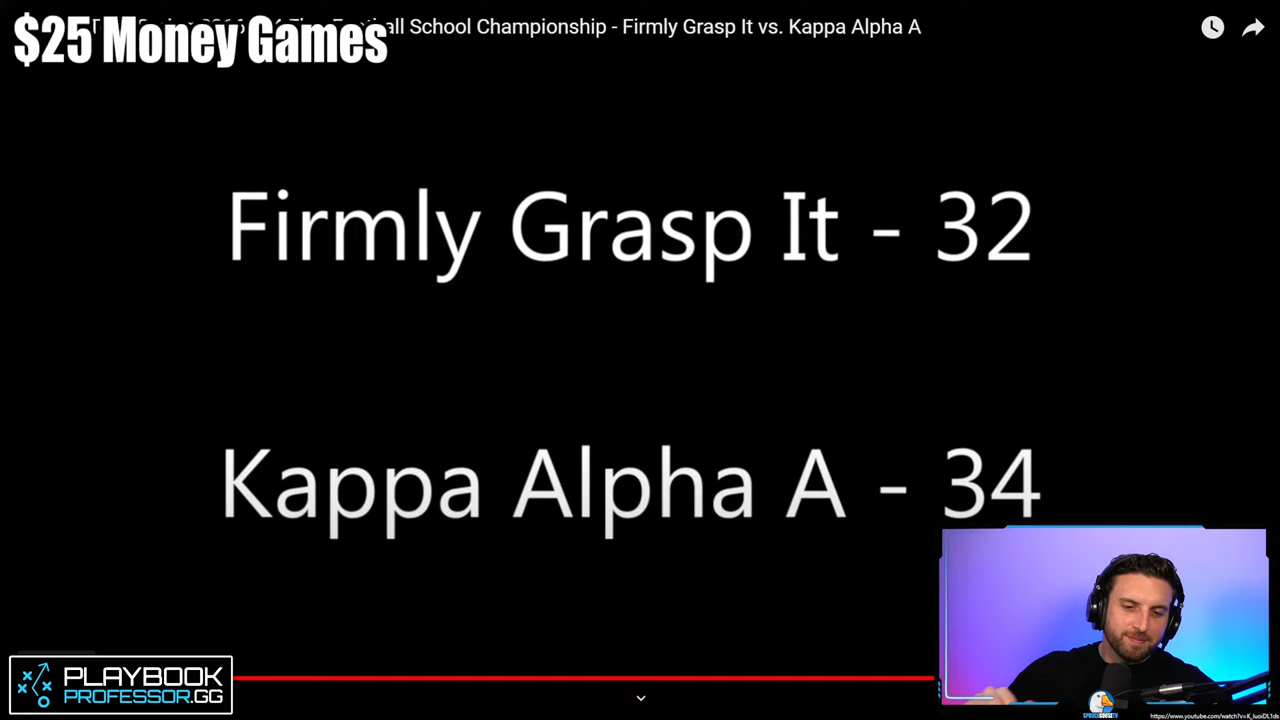 $25 Money Games
School Championship - Firmly Grasp It vs. Kappa Alpha A
Firmly Grasp It - 32
Kappa Alpha A - 34
PLAYBOOK
PROFESSOR.GG